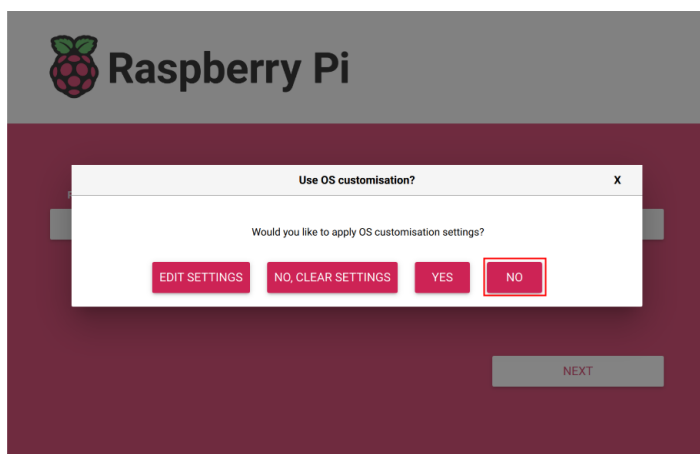 Raspberry Pi
Use OS customisation? X
Would you like to apply OS customisation settings?
EDIT SETTINGS NO, CLEAR SETTINGS YES NO
NEXT